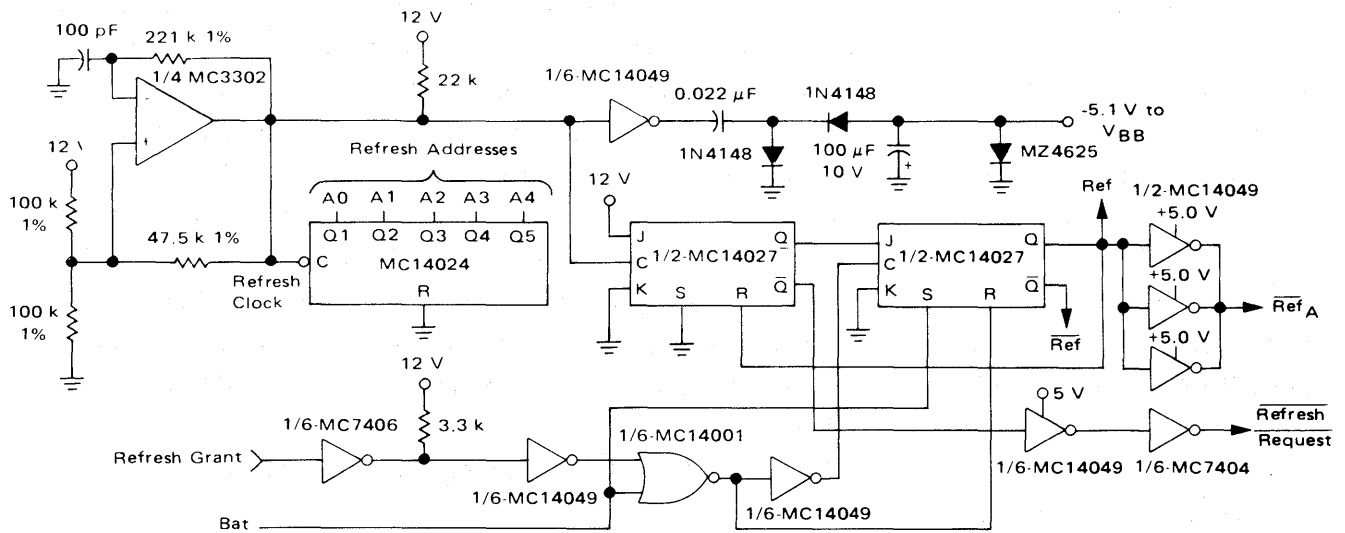 100 pF
221 k 1%
1/4 MC3302
12 V
22 k
1/6-MC14049
0.022 µF
1N4148
-5.1 V to
VBB
1N4148
100 µF
10 V
MZ4625
Refresh Addresses
12 \
100 k
1%
47.5 k 1%
100 k
1%
Refresh
Clock
A0 A1 A2 A3 A4
Q1 Q2 Q3 Q4 Q5
C
MC14024
R
12 V
J Q
1/2-MC14027
C
K S R Q
J Q
1/2-MC14027
C
K S R Q
Ref
Ref
1/2-MC14049
+5.0 V
+5.0 V
+5.0 V
RefA
12 V
3.3 k
1/6-MC7406
Refresh Grant
1/6-MC14049
1/6-MC14001
1/6-MC14049
Bat
5 V
1/6-MC14049
1/6-MC7404
Refresh
Request